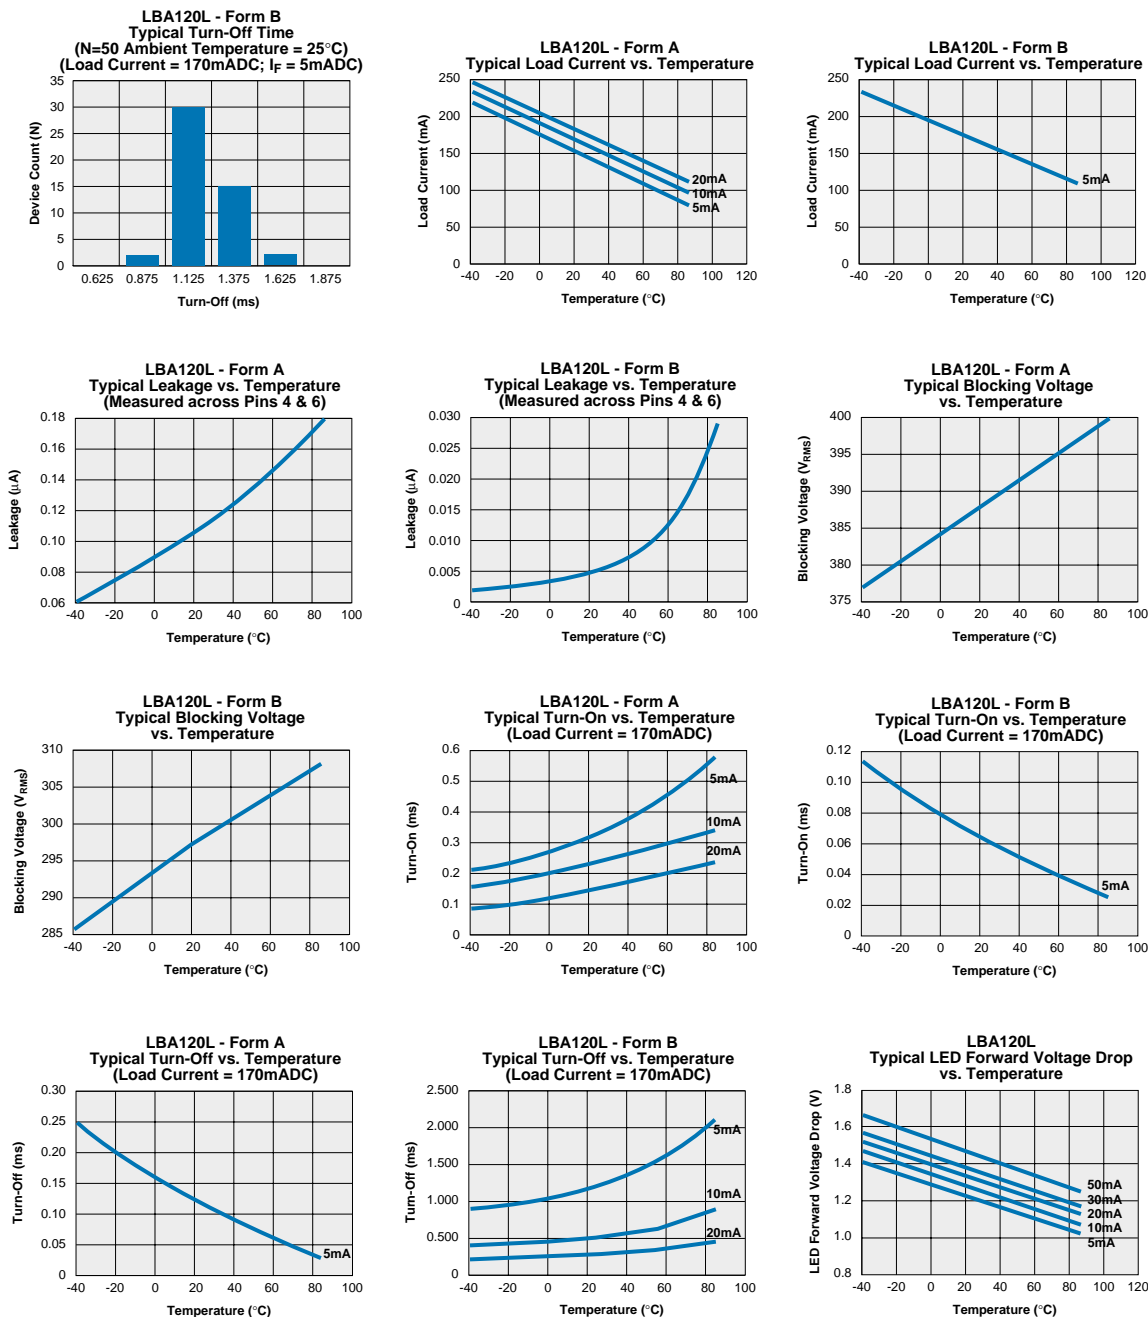 LBA120L - Form B
Typical Turn-Off Time
(N=50 Ambient Temperature = 25°C)
(Load Current = 170mADC; IF = 5mADC)
35
30
25
20
15
10
5
0
Device Count (N)
0.625 0.875 1.125 1.375 1.625 1.875
Turn-Off (ms)
LBA120L - Form A
Typical Load Current vs. Temperature
250
200
150
100
50
0
Load Current (mA)
20mA
10mA
5mA
-40 -20 0 20 40 60 80 100 120
Temperature (°C)
LBA120L - Form B
Typical Load Current vs. Temperature
250
200
150
100
50
0
Load Current (mA)
5mA
-40 -20 0 20 40 60 80 100 120
Temperature (°C)
LBA120L - Form A
Typical Leakage vs. Temperature
(Measured across Pins 4 & 6)
0.18
0.16
0.14
0.12
0.10
0.08
0.06
Leakage (μA)
-40 -20 0 20 40 60 80 100
Temperature (°C)
LBA120L - Form B
Typical Leakage vs. Temperature
(Measured across Pins 4 & 6)
0.030
0.025
0.020
0.015
0.010
0.005
0
Leakage (μA)
-40 -20 0 20 40 60 80 100
Temperature (°C)
LBA120L - Form A
Typical Blocking Voltage
vs. Temperature
400
395
390
385
380
375
Blocking Voltage (VRMS)
-40 -20 0 20 40 60 80 100
Temperature (°C)
LBA120L - Form B
Typical Blocking Voltage
vs. Temperature
310
305
300
295
290
285
Blocking Voltage (VRMS)
-40 -20 0 20 40 60 80 100
Temperature (°C)
LBA120L - Form A
Typical Turn-On vs. Temperature
(Load Current = 170mADC)
0.6
0.5
0.4
0.3
0.2
0.1
0
Turn-On (ms)
5mA
10mA
20mA
-40 -20 0 20 40 60 80 100
Temperature (°C)
LBA120L - Form B
Typical Turn-On vs. Temperature
(Load Current = 170mADC)
0.12
0.10
0.08
0.06
0.04
0.02
0
Turn-On (ms)
5mA
-40 -20 0 20 40 60 80 100
Temperature (°C)
LBA120L - Form A
Typical Turn-Off vs. Temperature
(Load Current = 170mADC)
0.30
0.25
0.20
0.15
0.10
0.05
0
Turn-Off (ms)
5mA
-40 -20 0 20 40 60 80 100
Temperature (°C)
LBA120L - Form B
Typical Turn-Off vs. Temperature
(Load Current = 170mADC)
2.500
2.000
1.500
1.000
0.500
0
Turn-Off (ms)
5mA
10mA
20mA
-40 -20 0 20 40 60 80 100
Temperature (°C)
LBA120L
Typical LED Forward Voltage Drop
vs. Temperature
1.8
1.6
1.4
1.2
1.0
0.8
LED Forward Voltage Drop (V)
50mA
30mA
20mA
10mA
5mA
-40 -20 0 20 40 60 80 100 120
Temperature (°C)